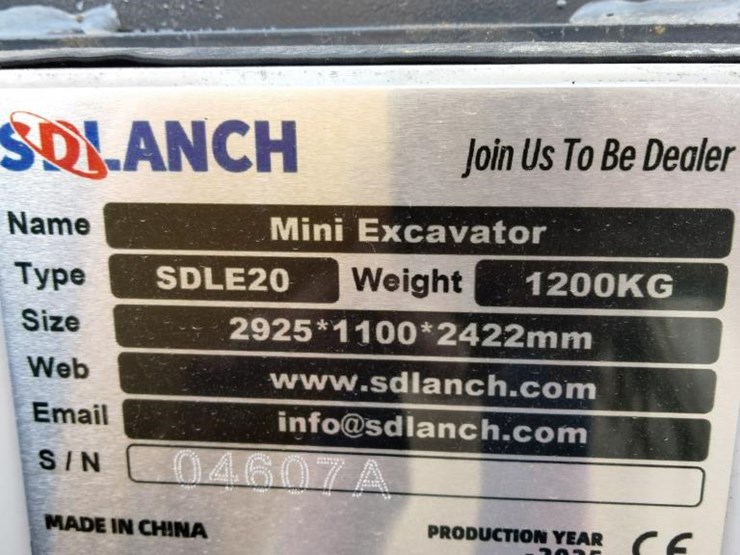 SDLANCH Join Us To Be Dealer
Name Mini Excavator
Type SDLE20 Weight 1200KG
Size 2925*1100*2422mm
Web www.sdlanch.com
Email info@sdlanch.com
S/N 04607A
MADE IN CHINA PRODUCTION YEAR CE